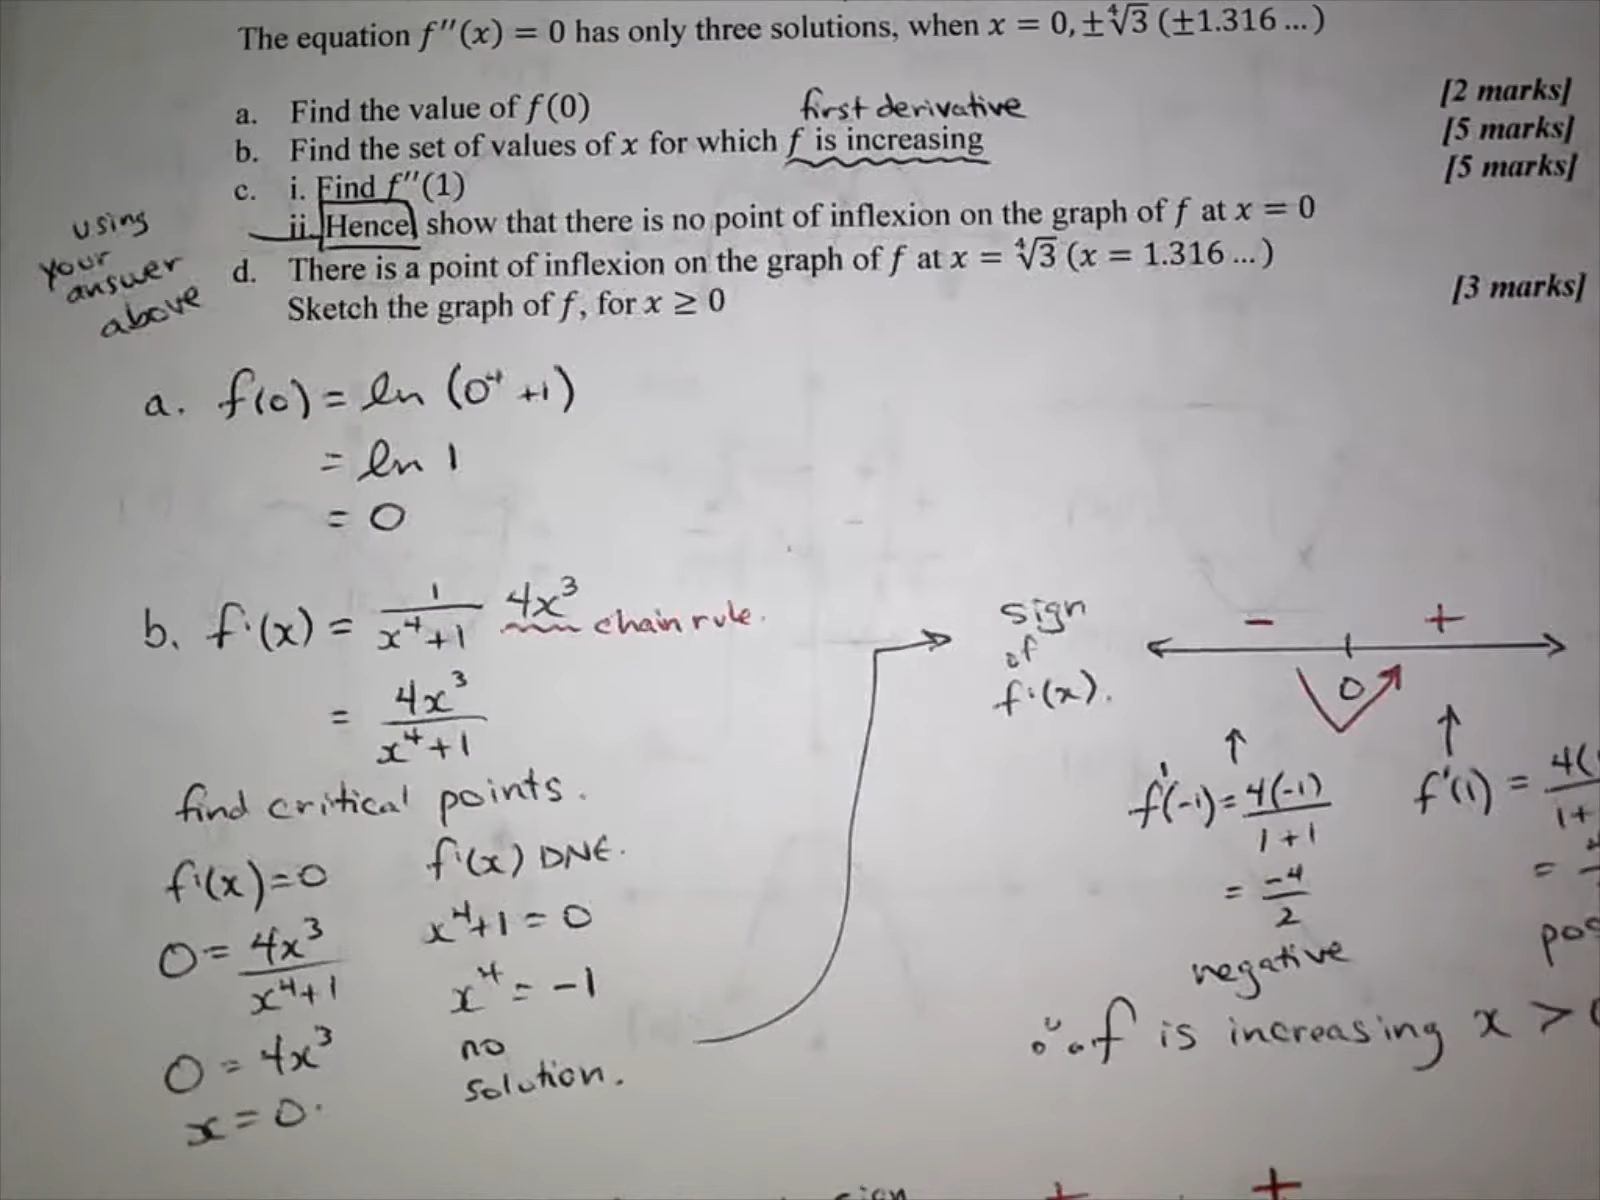 The equation f''(x) = 0 has only three solutions, when x = 0, ±∜3 (±1.316 ...)
a. Find the value of f(0) [2 marks]
first derivative
b. Find the set of values of x for which f is increasing [5 marks]
c. i. Find f''(1) [5 marks]
ii. Hence show that there is no point of inflexion on the graph of f at x = 0
using
your
answer
above
d. There is a point of inflexion on the graph of f at x = ∜3 (x = 1.316 ...)
Sketch the graph of f, for x ≥ 0 [3 marks]
a. f(0) = ln (0⁴ +1)
= ln 1
= 0
b. f'(x) = 1/(x⁴+1) 4x³ chain rule.
= 4x³/(x⁴+1)
find critical points.
f'(x)=0
0 = 4x³/(x⁴+1)
0 = 4x³
x = 0.
f'(x) DNE.
x⁴+1 = 0
x⁴ = -1
no
solution.
sign
of
f'(x).
- +
0
f'(-1) = 4(-1)/(1+1)
= -4/2
negative
f'(1) = 4(
1+
=
pos
∴ f is increasing x >
sign + +